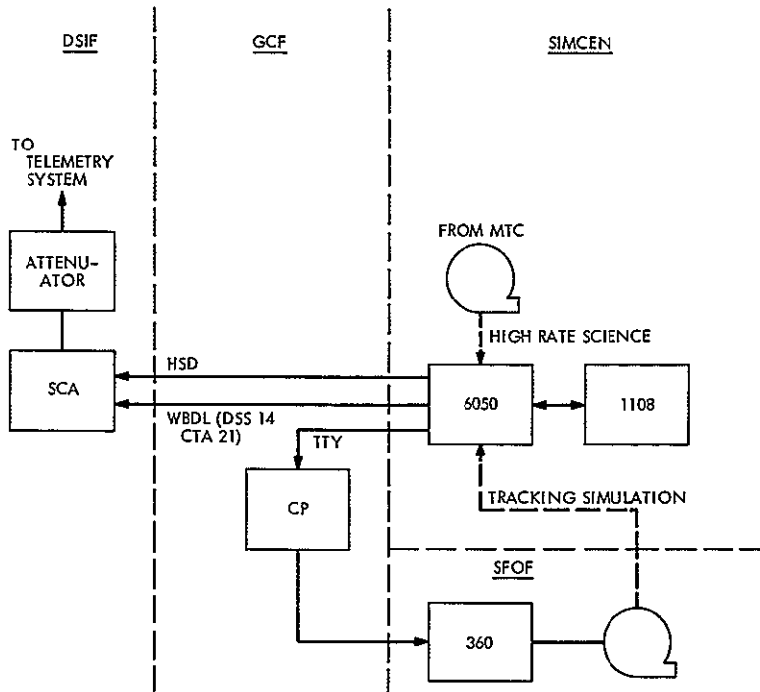 DSIF
GCF
SIMCEN
TO
TELEMETRY
SYSTEM
FROM MTC
ATTENU-
ATOR
HIGH RATE SCIENCE
HSD
SCA
6050
1108
WBDL (DSS 14
CTA 21)
TTY
CP
TRACKING SIMULATION
SFOF
360